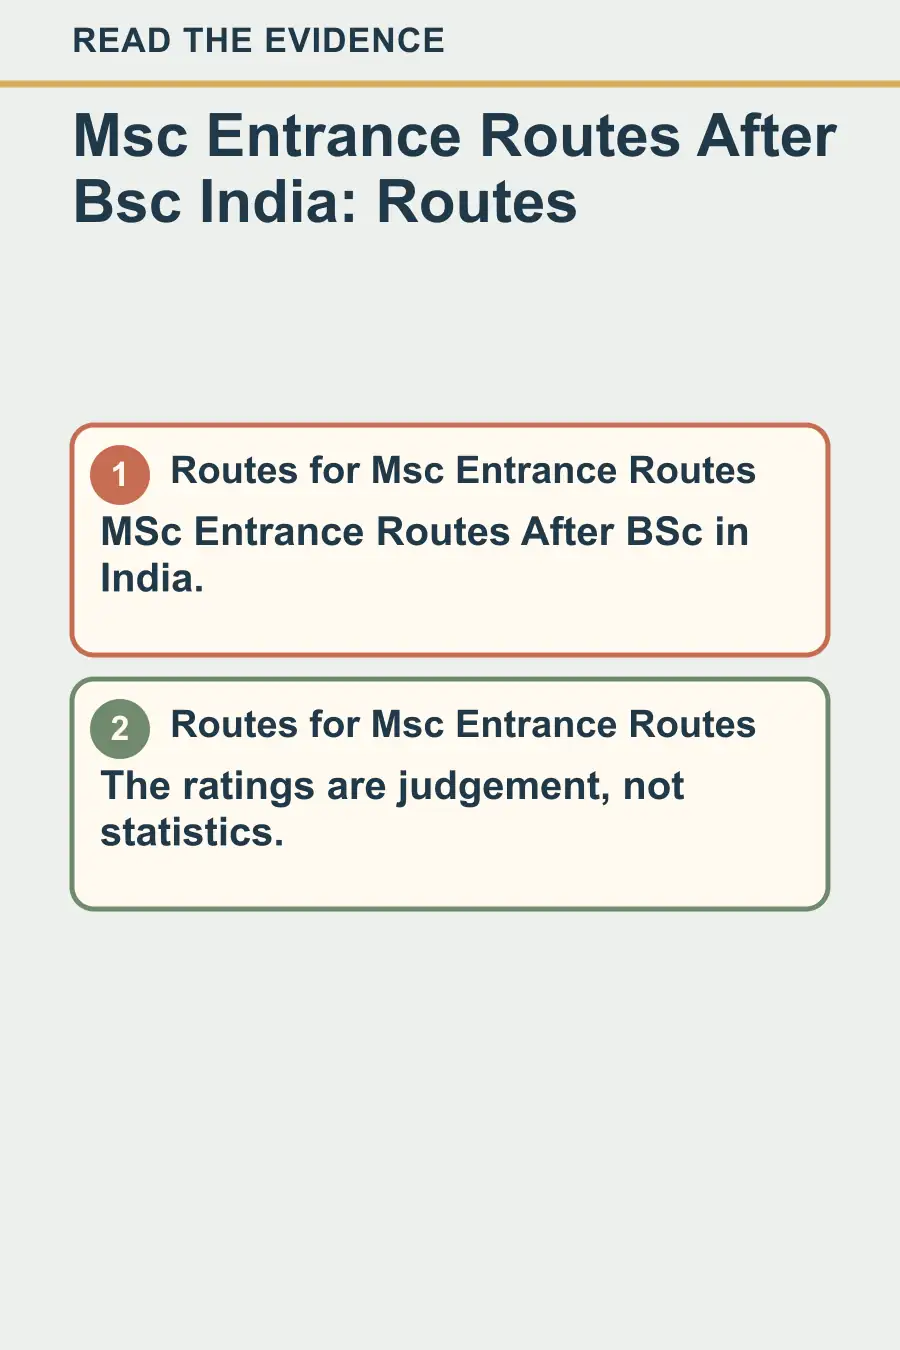 READ THE EVIDENCE
Msc Entrance Routes After
Bsc India: Routes
1
Routes for Msc Entrance Routes
MSc Entrance Routes After BSc in
India.
2
Routes for Msc Entrance Routes
The ratings are judgement, not
statistics.